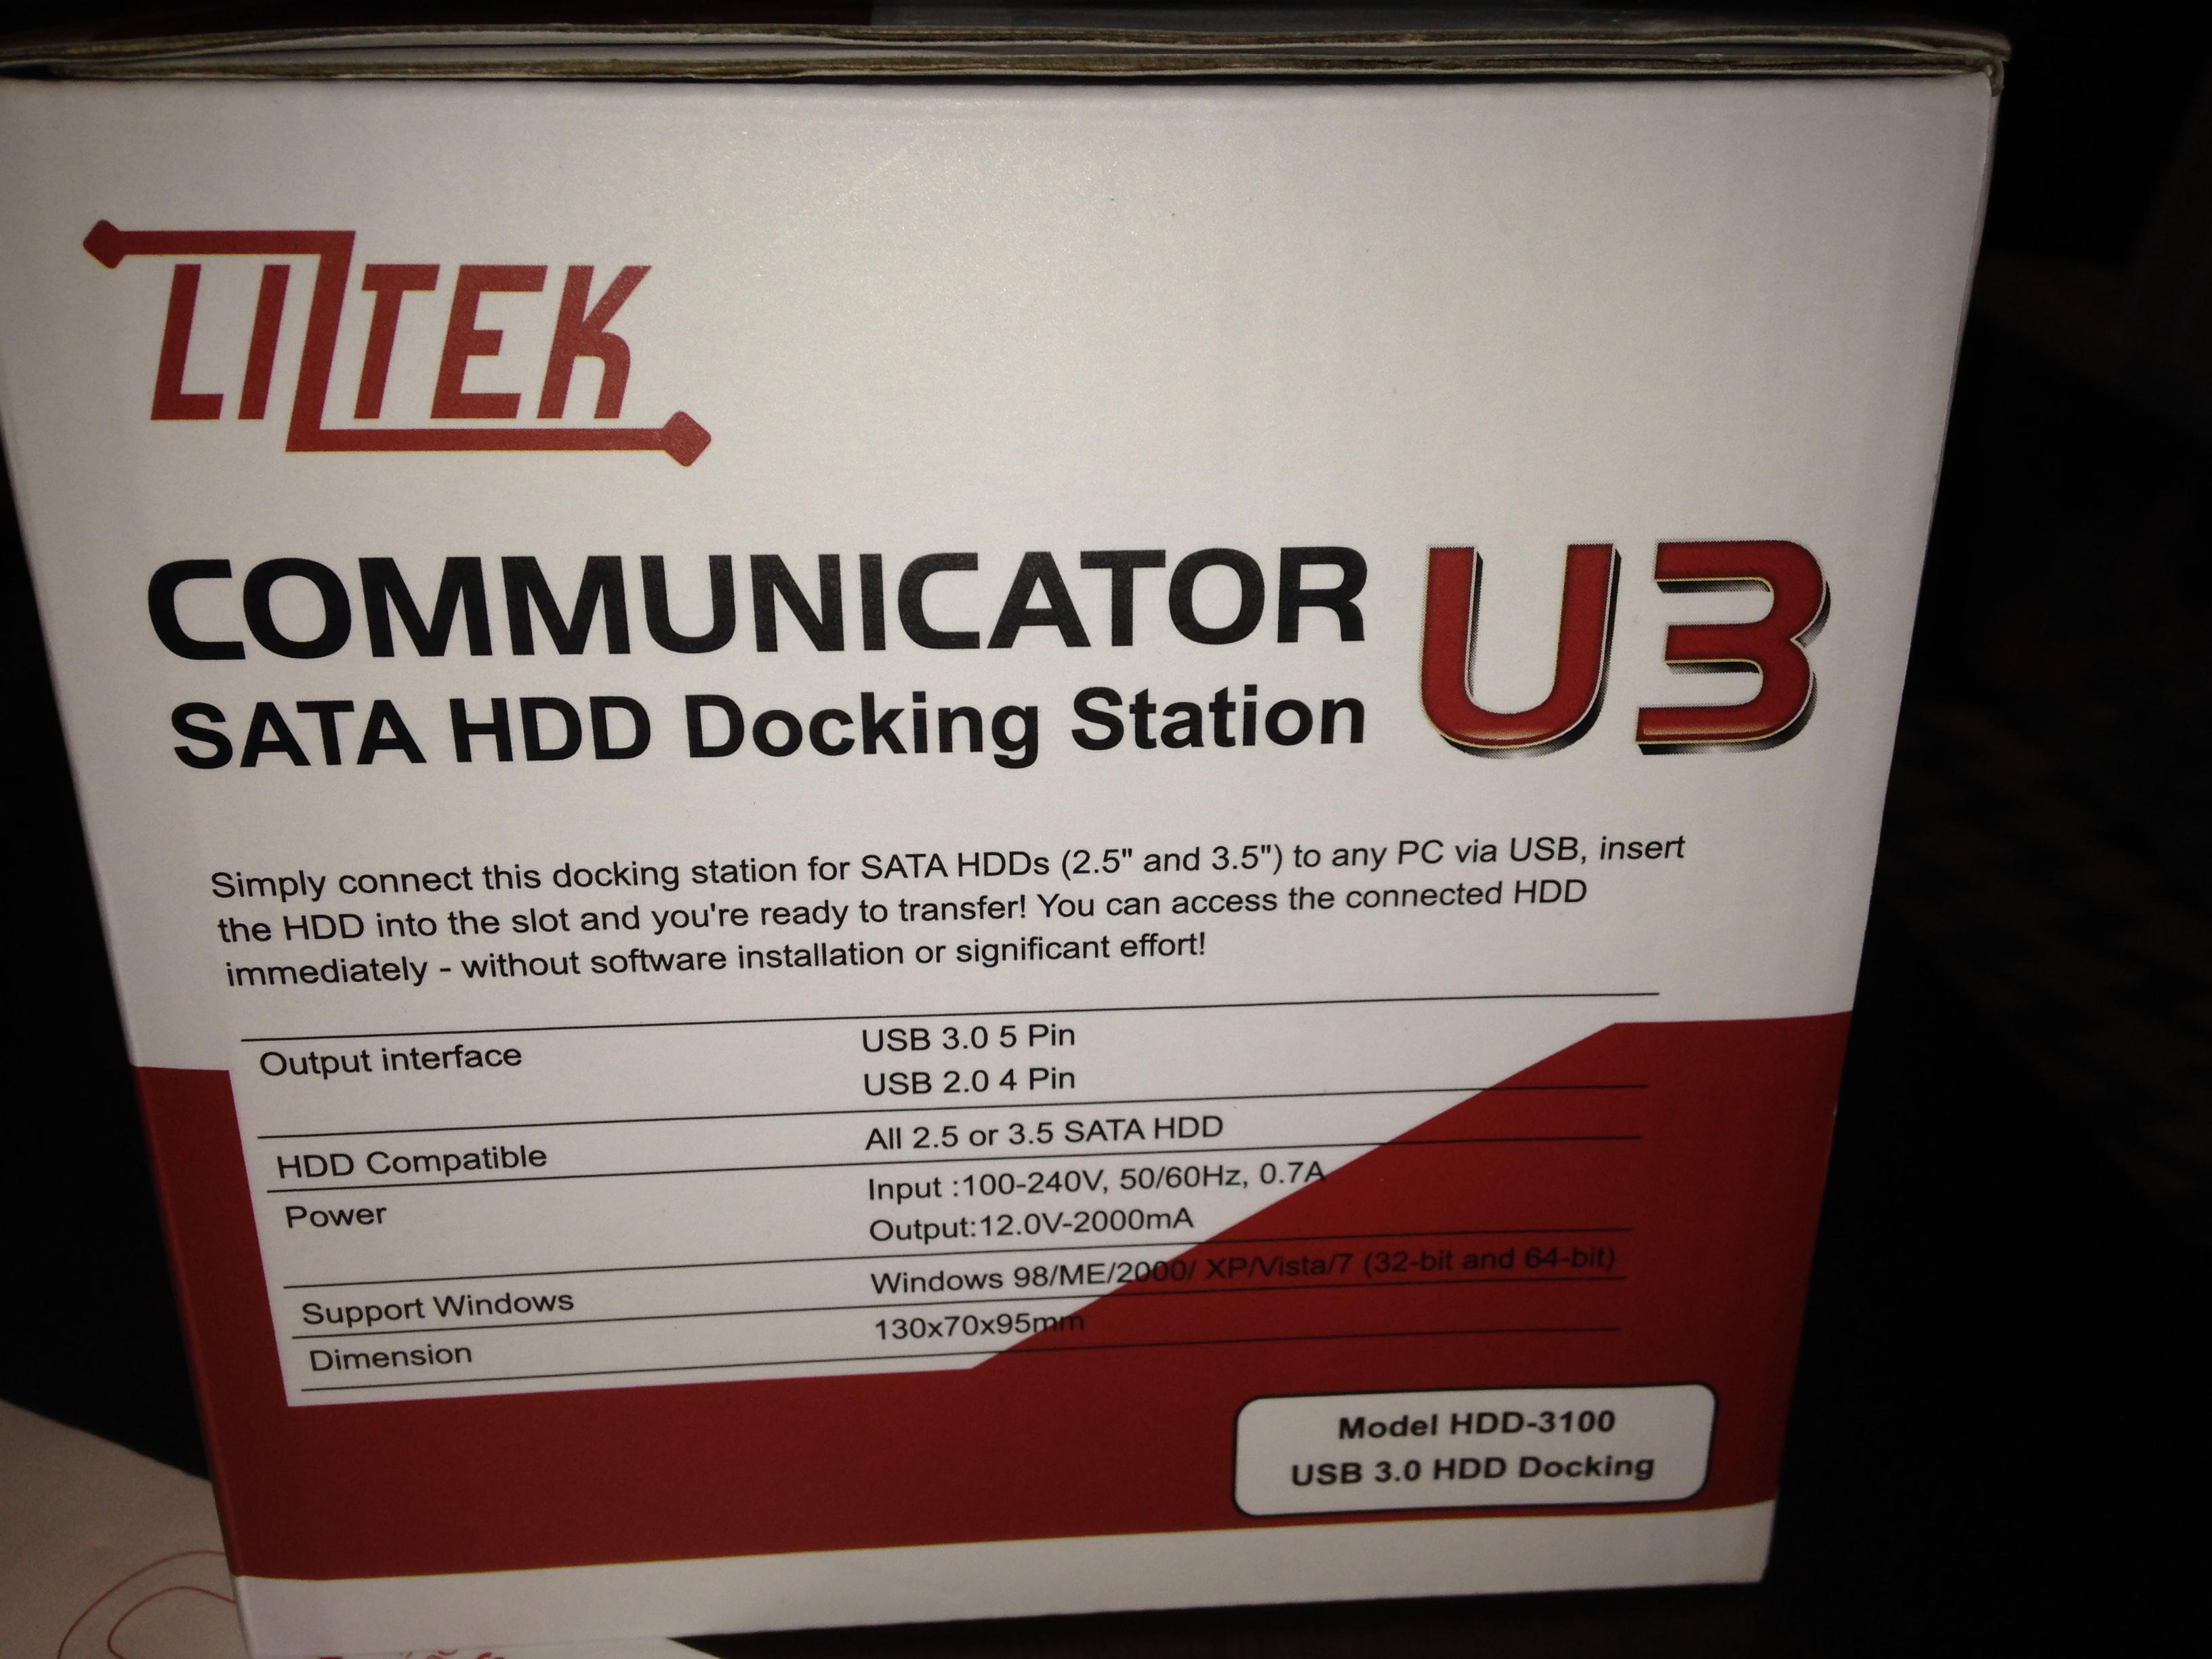 LILTEK
COMMUNICATOR U3
SATA HDD Docking Station
Simply connect this docking station for SATA HDDs (2.5" and 3.5") to any PC via USB, insert
the HDD into the slot and you're ready to transfer! You can access the connected HDD
immediately - without software installation or significant effort!
Output interface USB 3.0 5 Pin
USB 2.0 4 Pin
HDD Compatible All 2.5 or 3.5 SATA HDD
Power Input :100-240V, 50/60Hz, 0.7A
Output:12.0V-2000mA
Support Windows Windows 98/ME/2000/ XP/Vista/7 (32-bit and 64-bit)
Dimension 130x70x95mm
Model HDD-3100
USB 3.0 HDD Docking